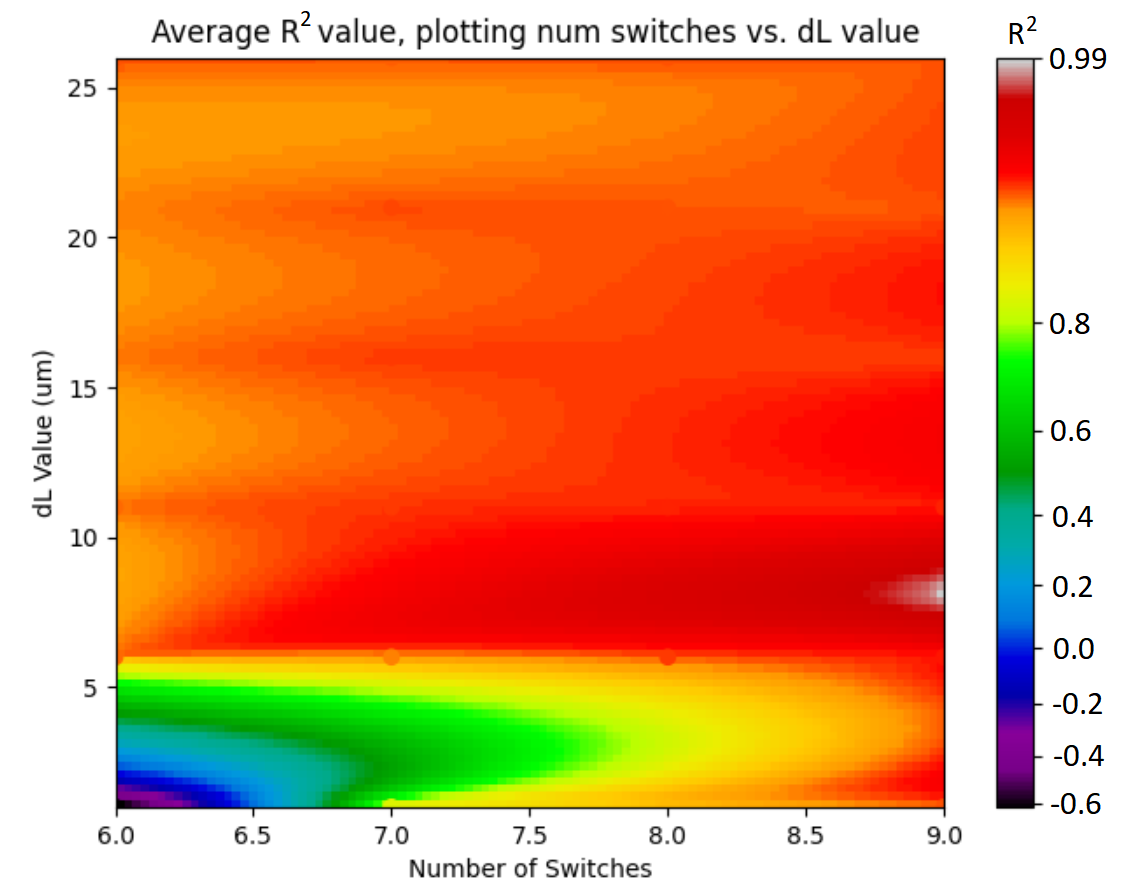 Average R² value, plotting num switches vs. dL value
R²
0.99
0.8
0.6
0.4
0.2
0.0
-0.2
-0.4
-0.6
25
20
15
10
5
dL Value (um)
6.0 6.5 7.0 7.5 8.0 8.5 9.0
Number of Switches